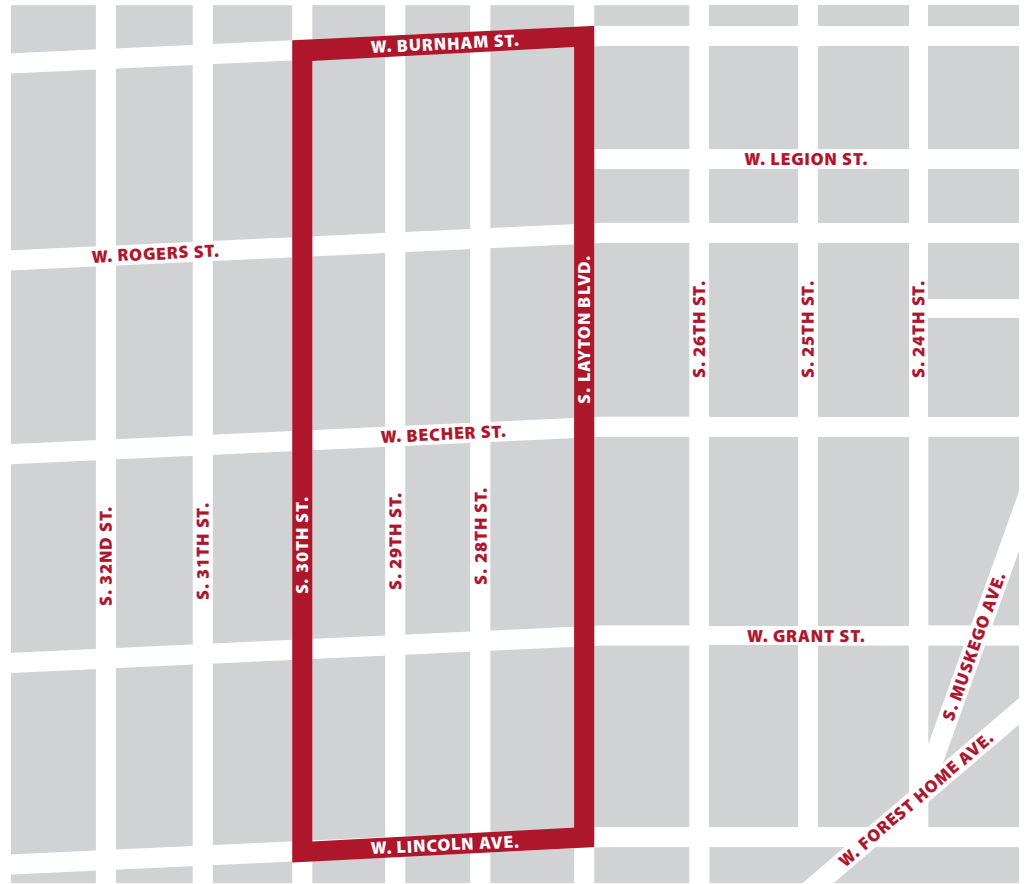 W. BURNHAM ST.
W. LEGION ST.
W. ROGERS ST.
S. LAYTON BLVD.
S. 26TH ST.
S. 25TH ST.
S. 24TH ST.
W. BECHER ST.
S. 32ND ST.
S. 31TH ST.
S. 30TH ST.
S. 29TH ST.
S. 28TH ST.
W. GRANT ST.
S. MUSKEGO AVE.
W. FOREST HOME AVE.
W. LINCOLN AVE.